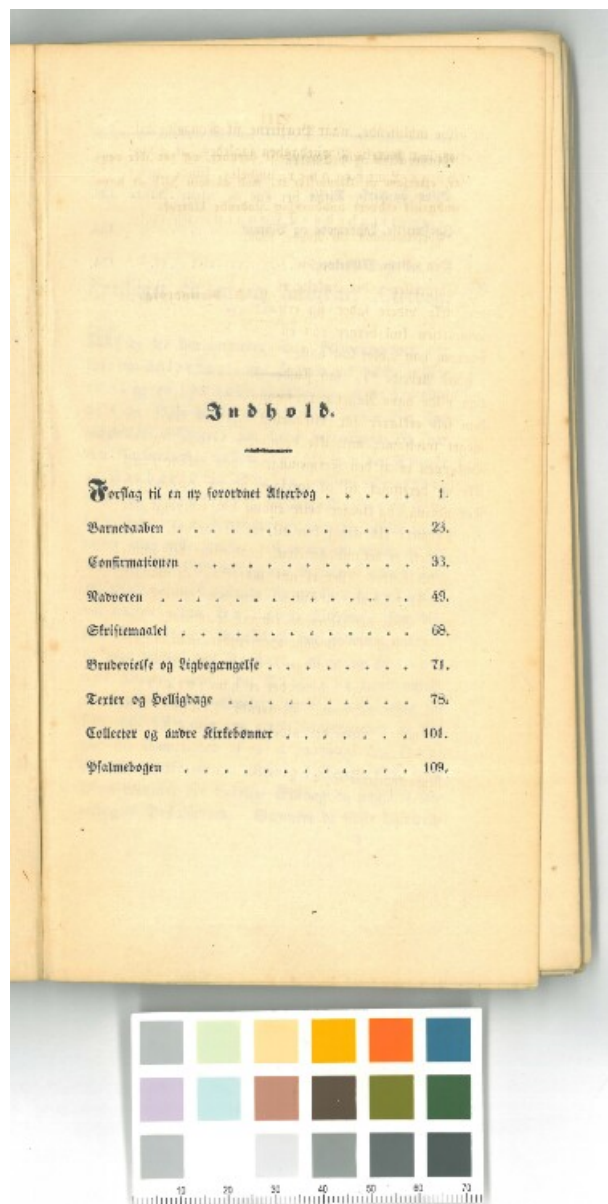 Indhold.
Forslag til en ny forordnet Alterbog . . . . . 1.
Barnedaaben . . . . . . . . . . . . . 23.
Confirmationen . . . . . . . . . . . . 33.
Nadveren . . . . . . . . . . . . . . 49.
Skriftemaalet . . . . . . . . . . . . . 68.
Brudevielse og Ligbegængelse . . . . . . . . 71.
Texter og Helligdage . . . . . . . . . . 78.
Collecter og andre Kirkebønner . . . . . . . 101.
Psalmebogen . . . . . . . . . . . . 109.
10 20 30 40 50 60 70